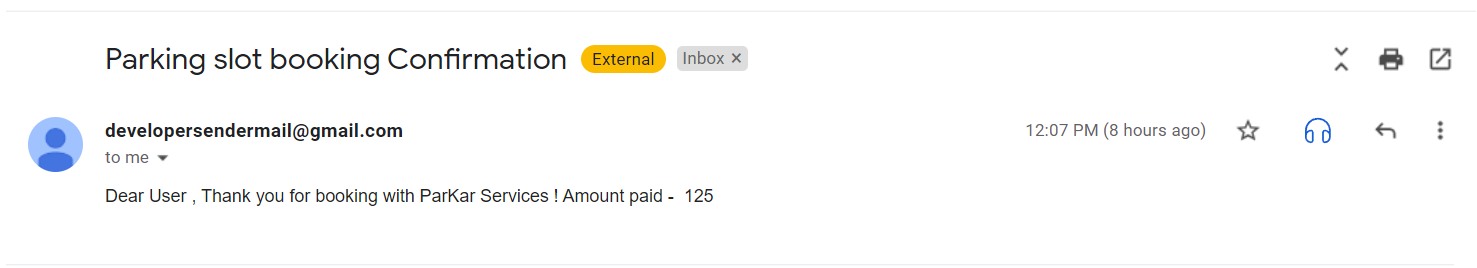 Parking slot booking Confirmation External Inbox ×
developersendermail@gmail.com 12:07 PM (8 hours ago)
to me
Dear User , Thank you for booking with ParKar Services ! Amount paid - 125